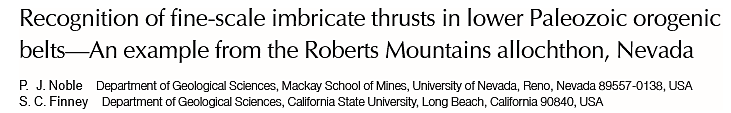 Recognition of fine-scale imbricate thrusts in lower Paleozoic orogenic
belts—An example from the Roberts Mountains allochthon, Nevada
P. J. Noble Department of Geological Sciences, Mackay School of Mines, University of Nevada, Reno, Nevada 89557-0138, USA
S. C. Finney Department of Geological Sciences, California State University, Long Beach, California 90840, USA